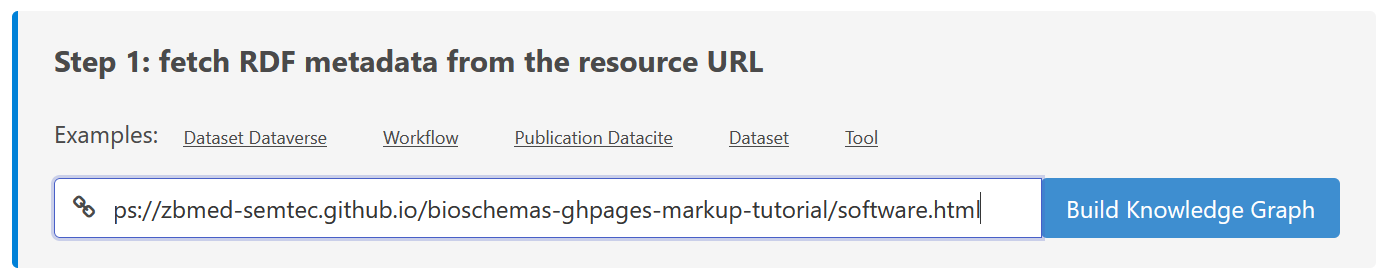 Step 1: fetch RDF metadata from the resource URL
Examples: Dataset Dataverse Workflow Publication Datacite Dataset Tool
ps://zbmed-semtec.github.io/bioschemas-ghpages-markup-tutorial/software.html Build Knowledge Graph